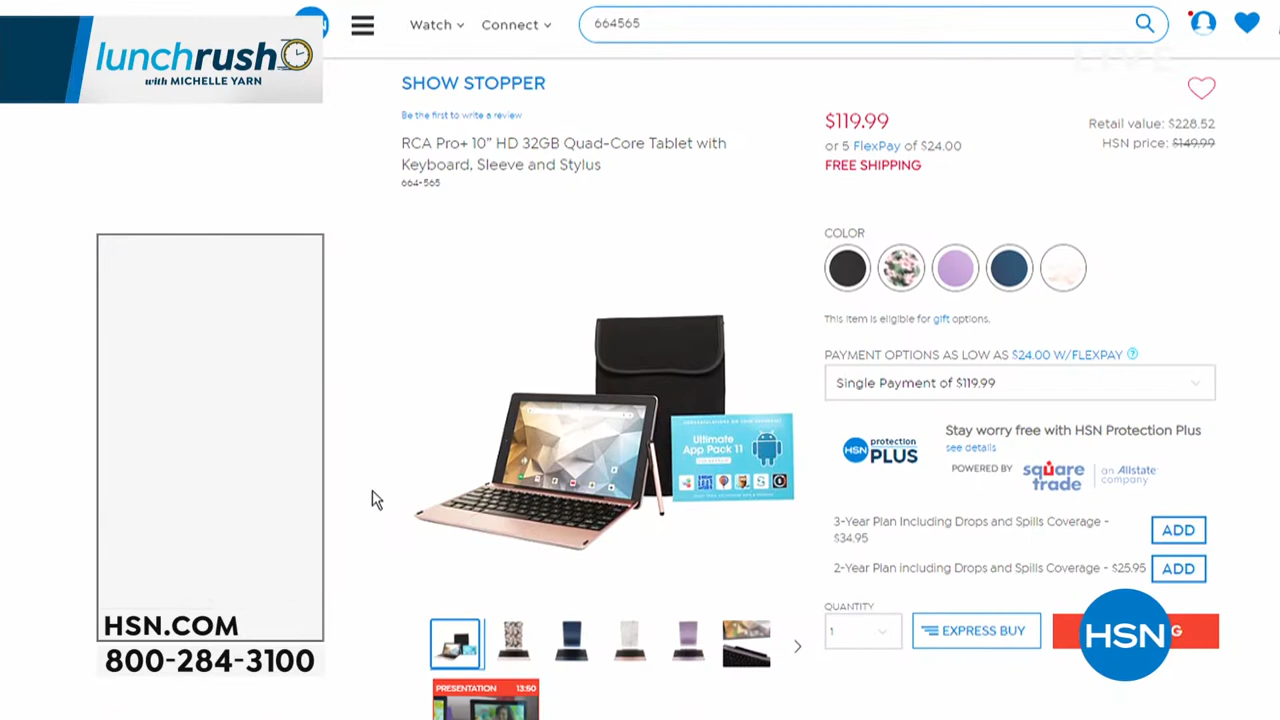 lunchrush
with MICHELLE YARN
Watch
Connect
664565
SHOW STOPPER
Be the first to write a review
RCA Pro+ 10" HD 32GB Quad-Core Tablet with
Keyboard, Sleeve and Stylus
664-565
$119.99
or 5 FlexPay of $24.00
FREE SHIPPING
Retail value: $228.52
HSN price: $149.99
LIVE
COLOR
This item is eligible for gift options.
PAYMENT OPTIONS AS LOW AS $24.00 W/FLEXPAY ?
Single Payment of $119.99
HSN protection
PLUS
Stay worry free with HSN Protection Plus
see details
POWERED BY
square
trade
an Allstate
company
3-Year Plan Including Drops and Spills Coverage -
$34.95
ADD
2-Year Plan including Drops and Spills Coverage - $25.95
ADD
QUANTITY
1
EXPRESS BUY
HSN
G
Ultimate
App Pack 11
HSN.COM
800-284-3100
PRESENTATION 13:50